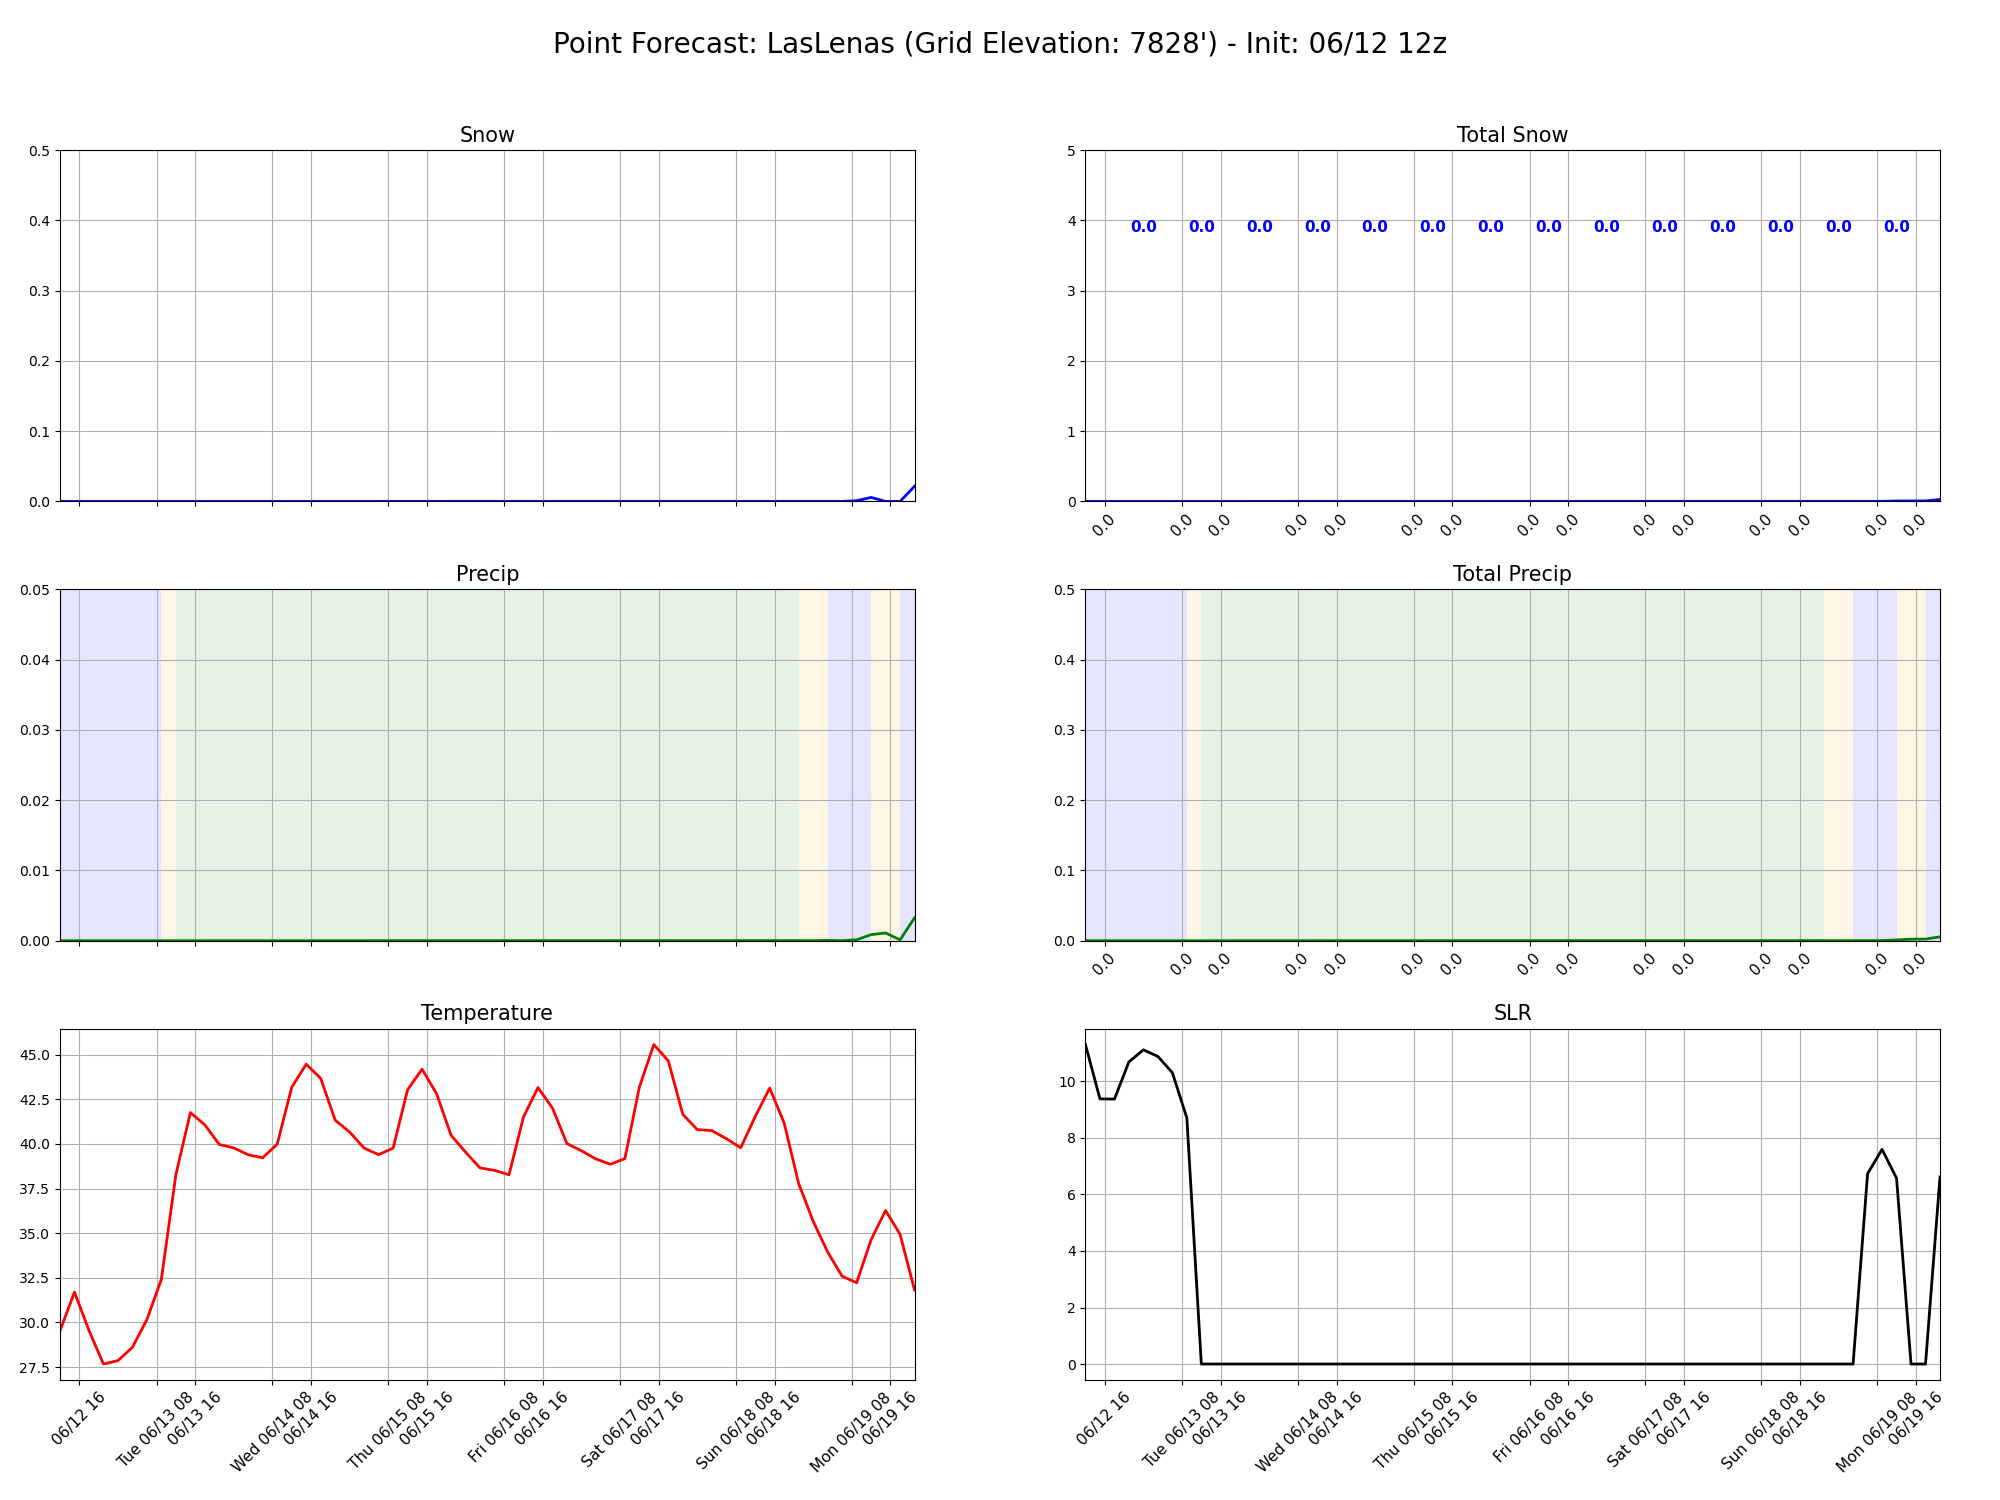 Point Forecast: LasLenas (Grid Elevation: 7828') - Init: 06/12 12z
Snow
0.5
0.4
0.3
0.2
0.1
0.0
Total Snow
5
4
3
2
1
0
0.0 0.0 0.0 0.0 0.0 0.0 0.0 0.0 0.0 0.0 0.0 0.0 0.0 0.0
0.0 0.0 0.0 0.0 0.0 0.0 0.0 0.0 0.0 0.0 0.0 0.0 0.0 0.0 0.0
Precip
0.05
0.04
0.03
0.02
0.01
0.00
Total Precip
0.5
0.4
0.3
0.2
0.1
0.0
0.0 0.0 0.0 0.0 0.0 0.0 0.0 0.0 0.0 0.0 0.0 0.0 0.0 0.0 0.0
Temperature
45.0
42.5
40.0
37.5
35.0
32.5
30.0
27.5
06/12 16
Tue 06/13 08
06/13 16
Wed 06/14 08
06/14 16
Thu 06/15 08
06/15 16
Fri 06/16 08
06/16 16
Sat 06/17 08
06/17 16
Sun 06/18 08
06/18 16
Mon 06/19 08
06/19 16
SLR
10
8
6
4
2
0
06/12 16
Tue 06/13 08
06/13 16
Wed 06/14 08
06/14 16
Thu 06/15 08
06/15 16
Fri 06/16 08
06/16 16
Sat 06/17 08
06/17 16
Sun 06/18 08
06/18 16
Mon 06/19 08
06/19 16